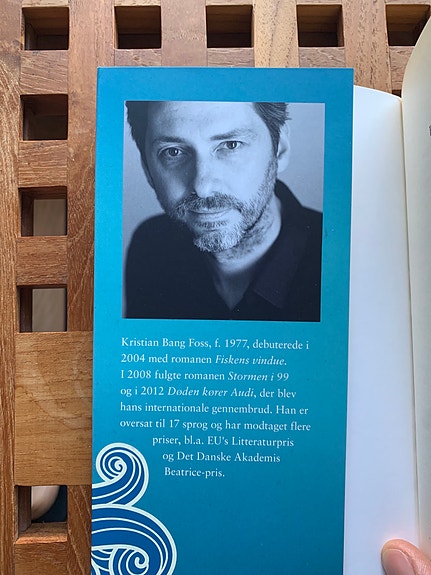 Kristian Bang Foss, f. 1977, debuterede i
2004 med romanen Fiskens vindue.
I 2008 fulgte romanen Stormen i 99
og i 2012 Døden kører Audi, der blev
hans internationale gennembrud. Han er
oversat til 17 sprog og har modtaget flere
priser, bl.a. EU's Litteraturpris
og Det Danske Akademis
Beatrice-pris.